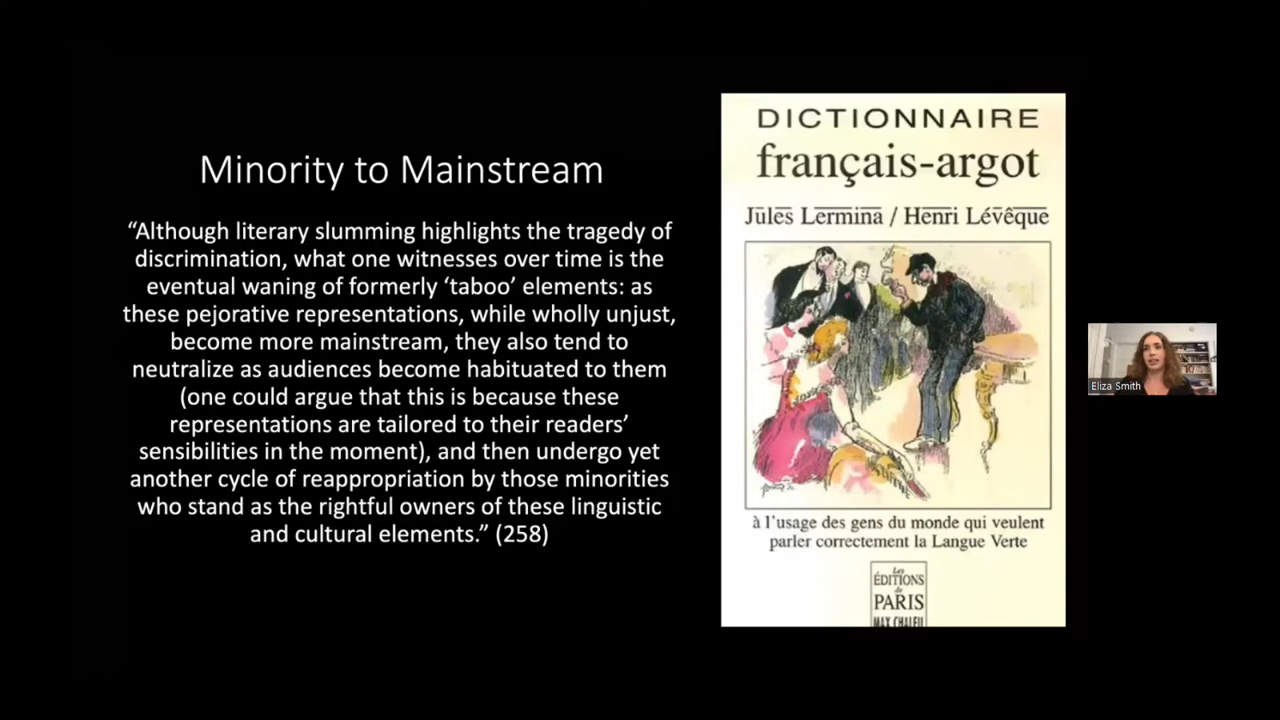 Minority to Mainstream
“Although literary slumming highlights the tragedy of
discrimination, what one witnesses over time is the
eventual waning of formerly ‘taboo’ elements: as
these pejorative representations, while wholly unjust,
become more mainstream, they also tend to
neutralize as audiences become habituated to them
(one could argue that this is because these
representations are tailored to their readers’
sensibilities in the moment), and then undergo yet
another cycle of reappropriation by those minorities
who stand as the rightful owners of these linguistic
and cultural elements.” (258)
DICTIONNAIRE
français-argot
Jules Lermina / Henri Lévêque
à l’usage des gens du monde qui veulent
parler correctement la Langue Verte
Les
ÉDITIONS
de
PARIS
MAX CHALEIL
Eliza Smith